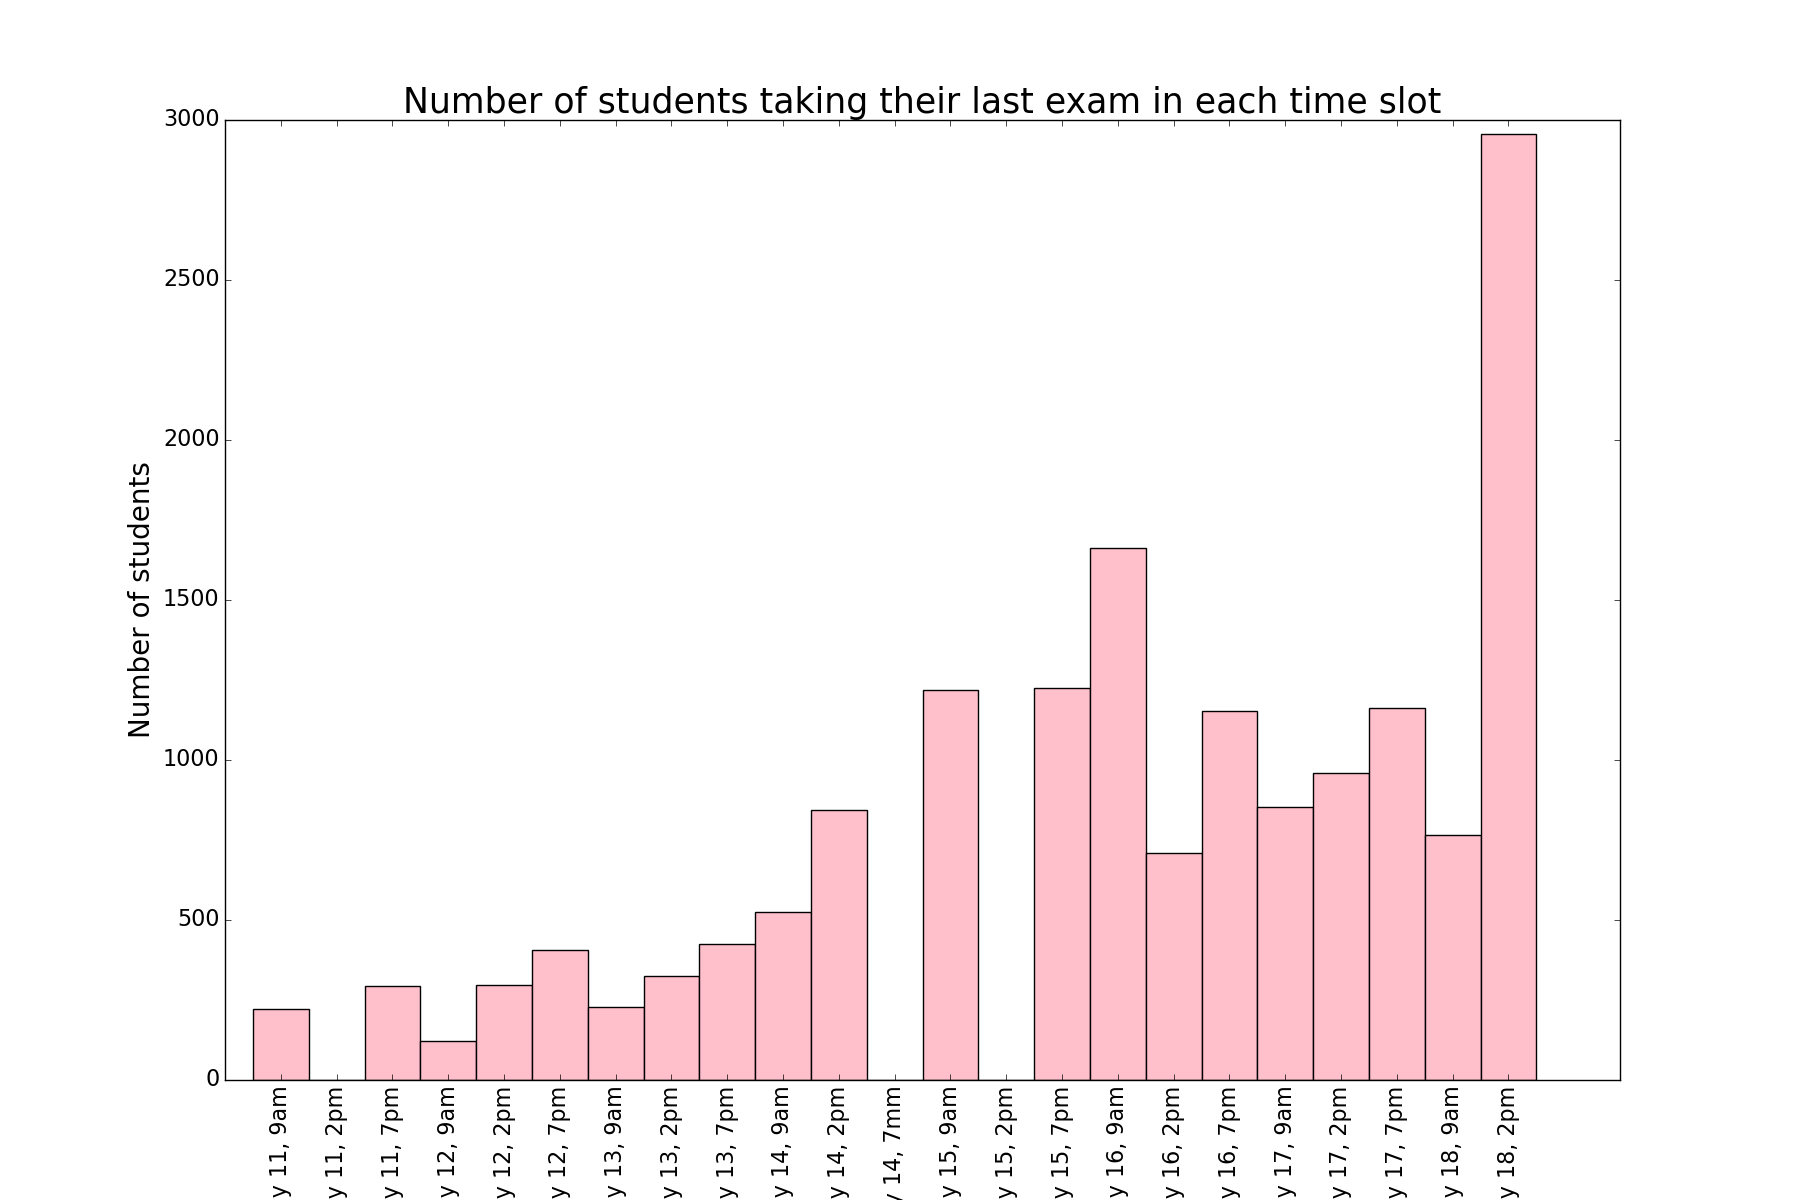 Number of students taking their last exam in each time slot
Number of students
3000
2500
2000
1500
1000
500
0
y 11, 9am
y 11, 2pm
y 11, 7pm
y 12, 9am
y 12, 2pm
y 12, 7pm
y 13, 9am
y 13, 2pm
y 13, 7pm
y 14, 9am
y 14, 2pm
y 14, 7mm
y 15, 9am
y 15, 2pm
y 15, 7pm
y 16, 9am
y 16, 2pm
y 16, 7pm
y 17, 9am
y 17, 2pm
y 17, 7pm
y 18, 9am
y 18, 2pm